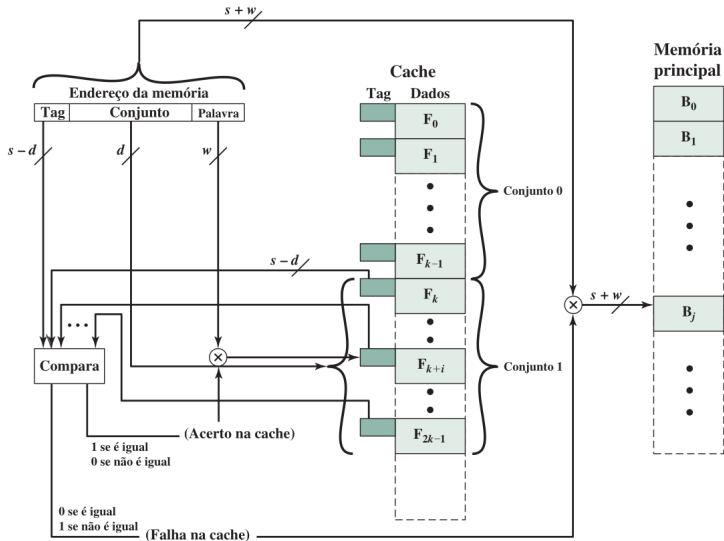 s + w
Memória
principal
Cache
Endereço da memória
Tag Dados
Tag Conjunto Palavra
F0
B0
F1
B1
s – d
d
w
Conjunto 0
s – d
Fk–1
Fk
s + w
Bj
Compara
Fk+i
Conjunto 1
(Acerto na cache)
F2k–1
1 se é igual
0 se não é igual
0 se é igual
1 se não é igual
(Falha na cache)